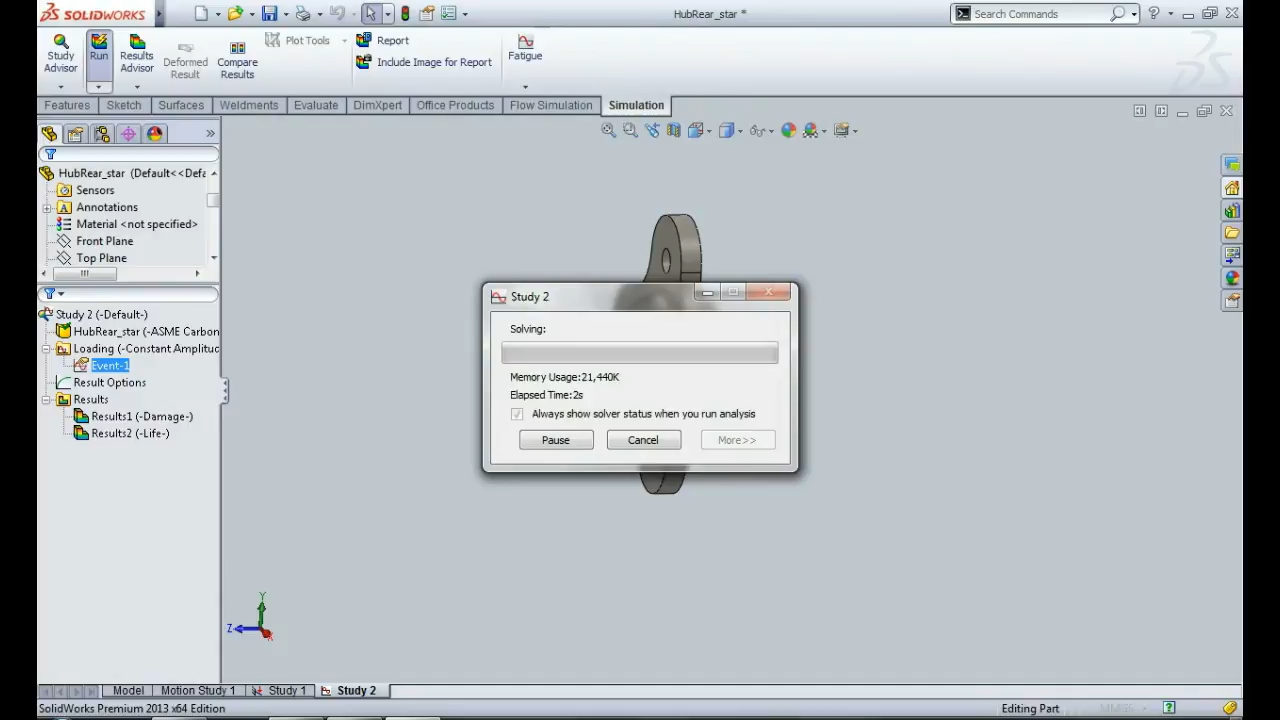 SOLIDWORKS
HubRear_star *
Search Commands
Study Advisor
Run
Results Advisor
Deformed Result
Compare Results
Plot Tools
Report
Include Image for Report
Fatigue
Features
Sketch
Surfaces
Weldments
Evaluate
DimXpert
Office Products
Flow Simulation
Simulation
HubRear_star (Default<<Defa
Sensors
Annotations
Material <not specified>
Front Plane
Top Plane
Study 2 (-Default-)
HubRear_star (-ASME Carbon
Loading (-Constant Amplituc
Event-1
Result Options
Results
Results1 (-Damage-)
Results2 (-Life-)
Study 2
Solving:
Memory Usage:21,440K
Elapsed Time:2s
Always show solver status when you run analysis
Pause
Cancel
More>>
Y
Z
X
Model
Motion Study 1
Study 1
Study 2
SolidWorks Premium 2013 x64 Edition
Editing Part